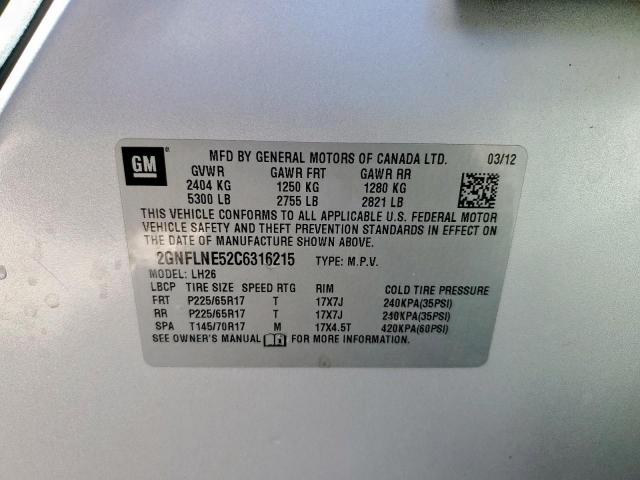 GM
MFD BY GENERAL MOTORS OF CANADA LTD. 03/12
GVWR GAWR FRT GAWR RR
2404 KG 1250 KG 1280 KG
5300 LB 2755 LB 2821 LB
THIS VEHICLE CONFORMS TO ALL APPLICABLE U.S. FEDERAL MOTOR
VEHICLE SAFETY AND THEFT PREVENTION STANDARDS IN EFFECT ON
THE DATE OF MANUFACTURE SHOWN ABOVE.
2GNFLNE52C6316215 TYPE: M.P.V.
MODEL: LH26
LBCP TIRE SIZE SPEED RTG RIM COLD TIRE PRESSURE
FRT P225/65R17 T 17X7J 240KPA(35PSI)
RR P225/65R17 T 17X7J 240KPA(35PSI)
SPA T145/70R17 M 17X4.5T 420KPA(60PSI)
SEE OWNER'S MANUAL FOR MORE INFORMATION.